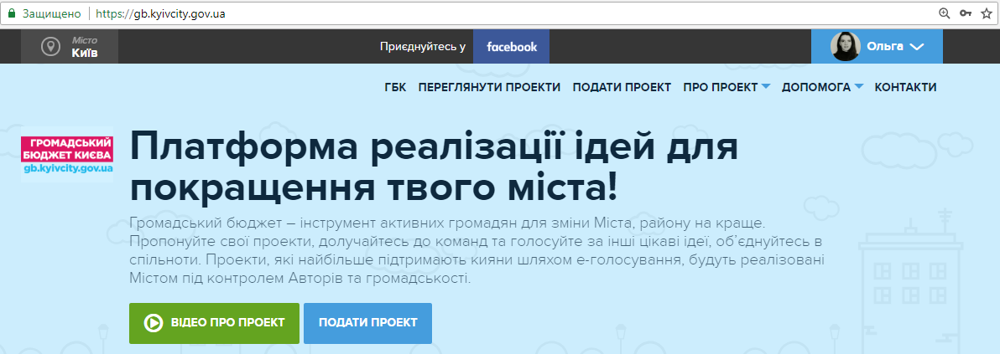 Защищено https://gb.kyivcity.gov.ua
Місто
Київ
Приєднуйтесь у facebook
Ольга
ГБК ПЕРЕГЛЯНУТИ ПРОЕКТИ ПОДАТИ ПРОЕКТ ПРО ПРОЕКТ ДОПОМОГА КОНТАКТИ
ГРОМАДСЬКИЙ
БЮДЖЕТ КИЄВА
gb.kyivcity.gov.ua
Платформа реалізації ідей для
покращення твого міста!
Громадський бюджет – інструмент активних громадян для зміни Міста, району на краще.
Пропонуйте свої проекти, долучайтесь до команд та голосуйте за інші цікаві ідеї, об’єднуйтесь в
спільноти. Проекти, які найбільше підтримають кияни шляхом е-голосування, будуть реалізовані
Містом під контролем Авторів та громадськості.
ВІДЕО ПРО ПРОЕКТ ПОДАТИ ПРОЕКТ